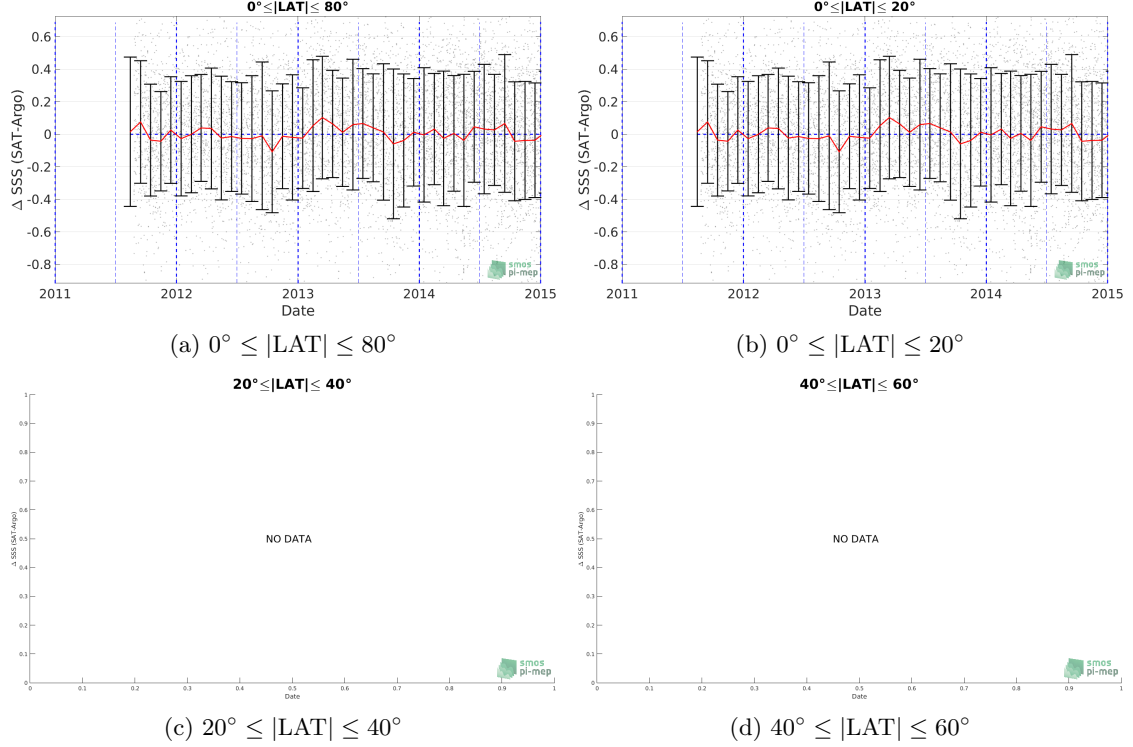 0°≤|LAT|≤ 80°
Δ SSS (SAT-Argo)
0.6
0.4
0.2
0
-0.2
-0.4
-0.6
-0.8
2011 2012 2013 2014 2015
Date
smos
pi-mep
(a) 0° ≤ |LAT| ≤ 80°
0°≤|LAT|≤ 20°
Δ SSS (SAT-Argo)
0.6
0.4
0.2
0
-0.2
-0.4
-0.6
-0.8
2011 2012 2013 2014 2015
Date
smos
pi-mep
(b) 0° ≤ |LAT| ≤ 20°
20°≤|LAT|≤ 40°
Δ SSS (SAT-Argo)
1
0.9
0.8
0.7
0.6
0.5
0.4
0.3
0.2
0.1
0
NO DATA
0 0.1 0.2 0.3 0.4 0.5 0.6 0.7 0.8 0.9 1
Date
smos
pi-mep
(c) 20° ≤ |LAT| ≤ 40°
40°≤|LAT|≤ 60°
Δ SSS (SAT-Argo)
1
0.9
0.8
0.7
0.6
0.5
0.4
0.3
0.2
0.1
0
NO DATA
0 0.1 0.2 0.3 0.4 0.5 0.6 0.7 0.8 0.9 1
Date
smos
pi-mep
(d) 40° ≤ |LAT| ≤ 60°